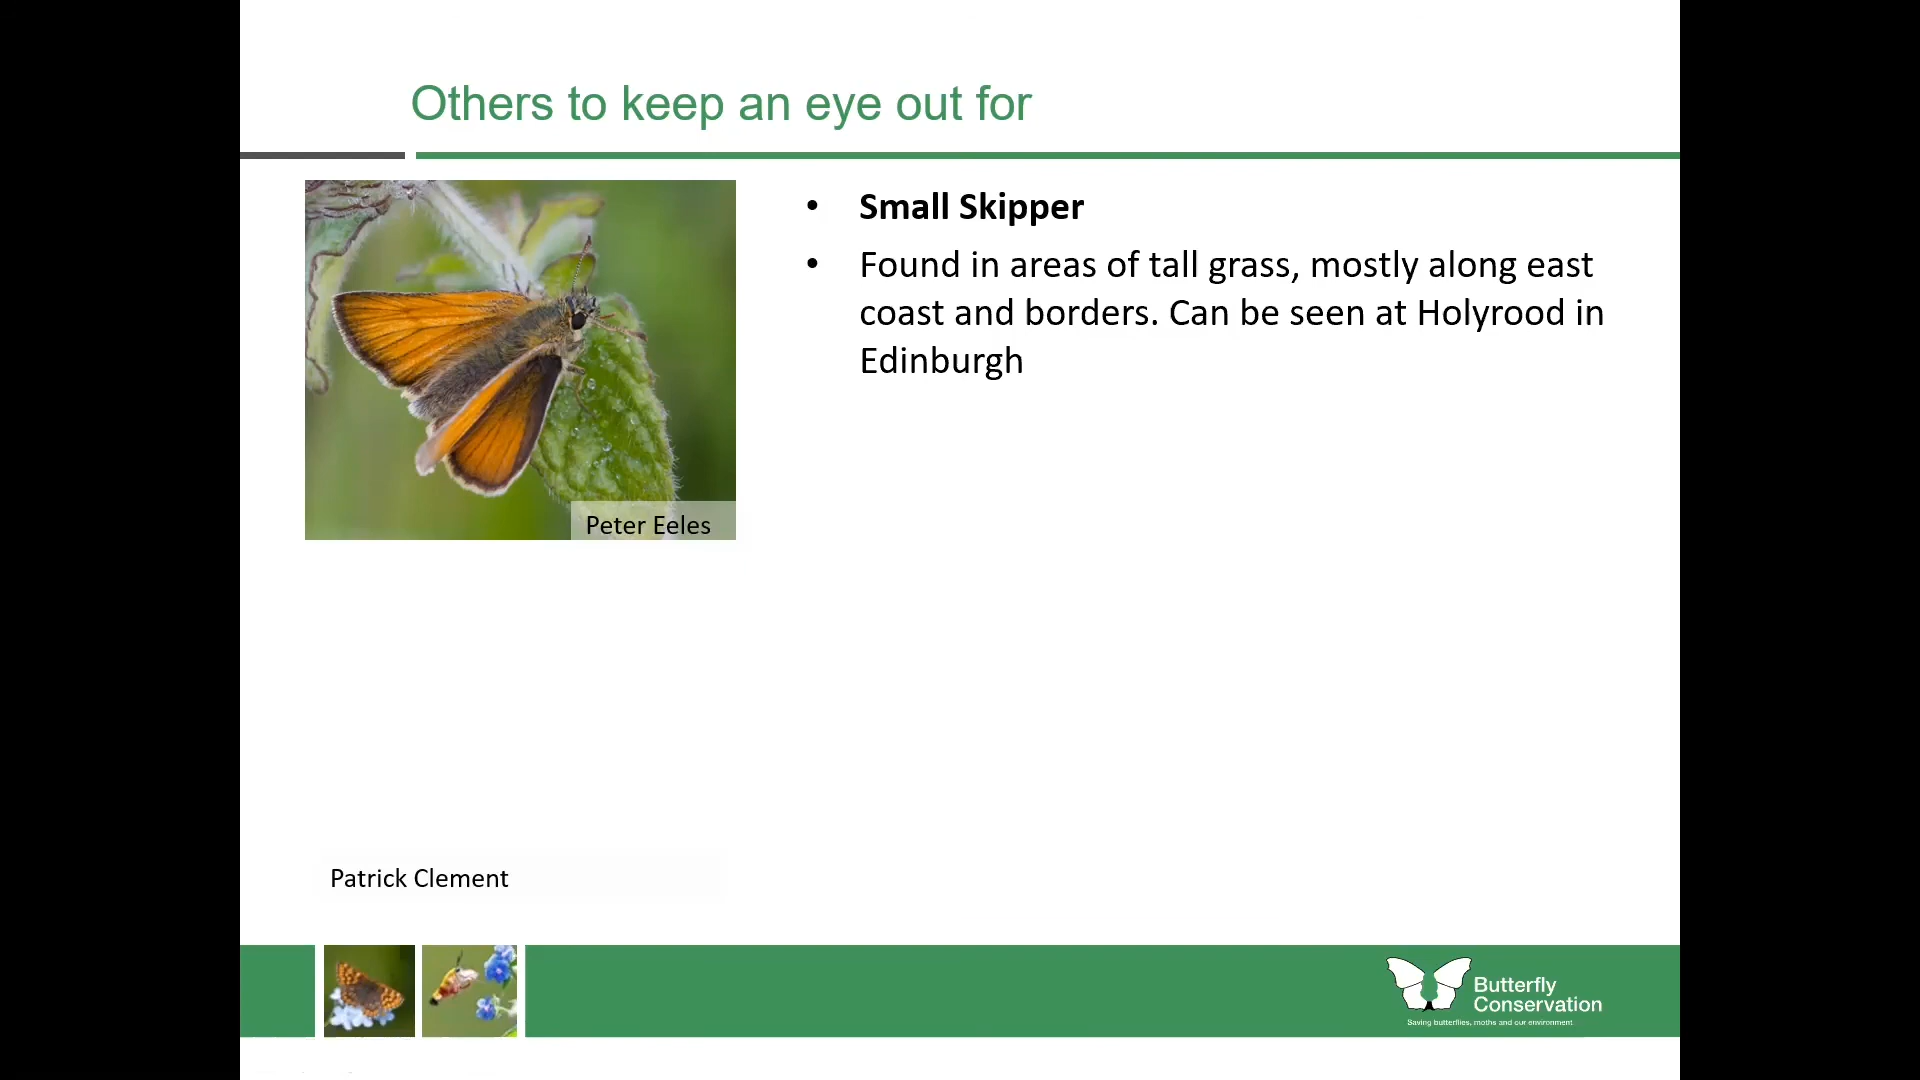 Others to keep an eye out for
• Small Skipper
• Found in areas of tall grass, mostly along east
coast and borders. Can be seen at Holyrood in
Edinburgh
Peter Eeles
Patrick Clement
Butterfly
Conservation
Saving butterflies, moths and our environment